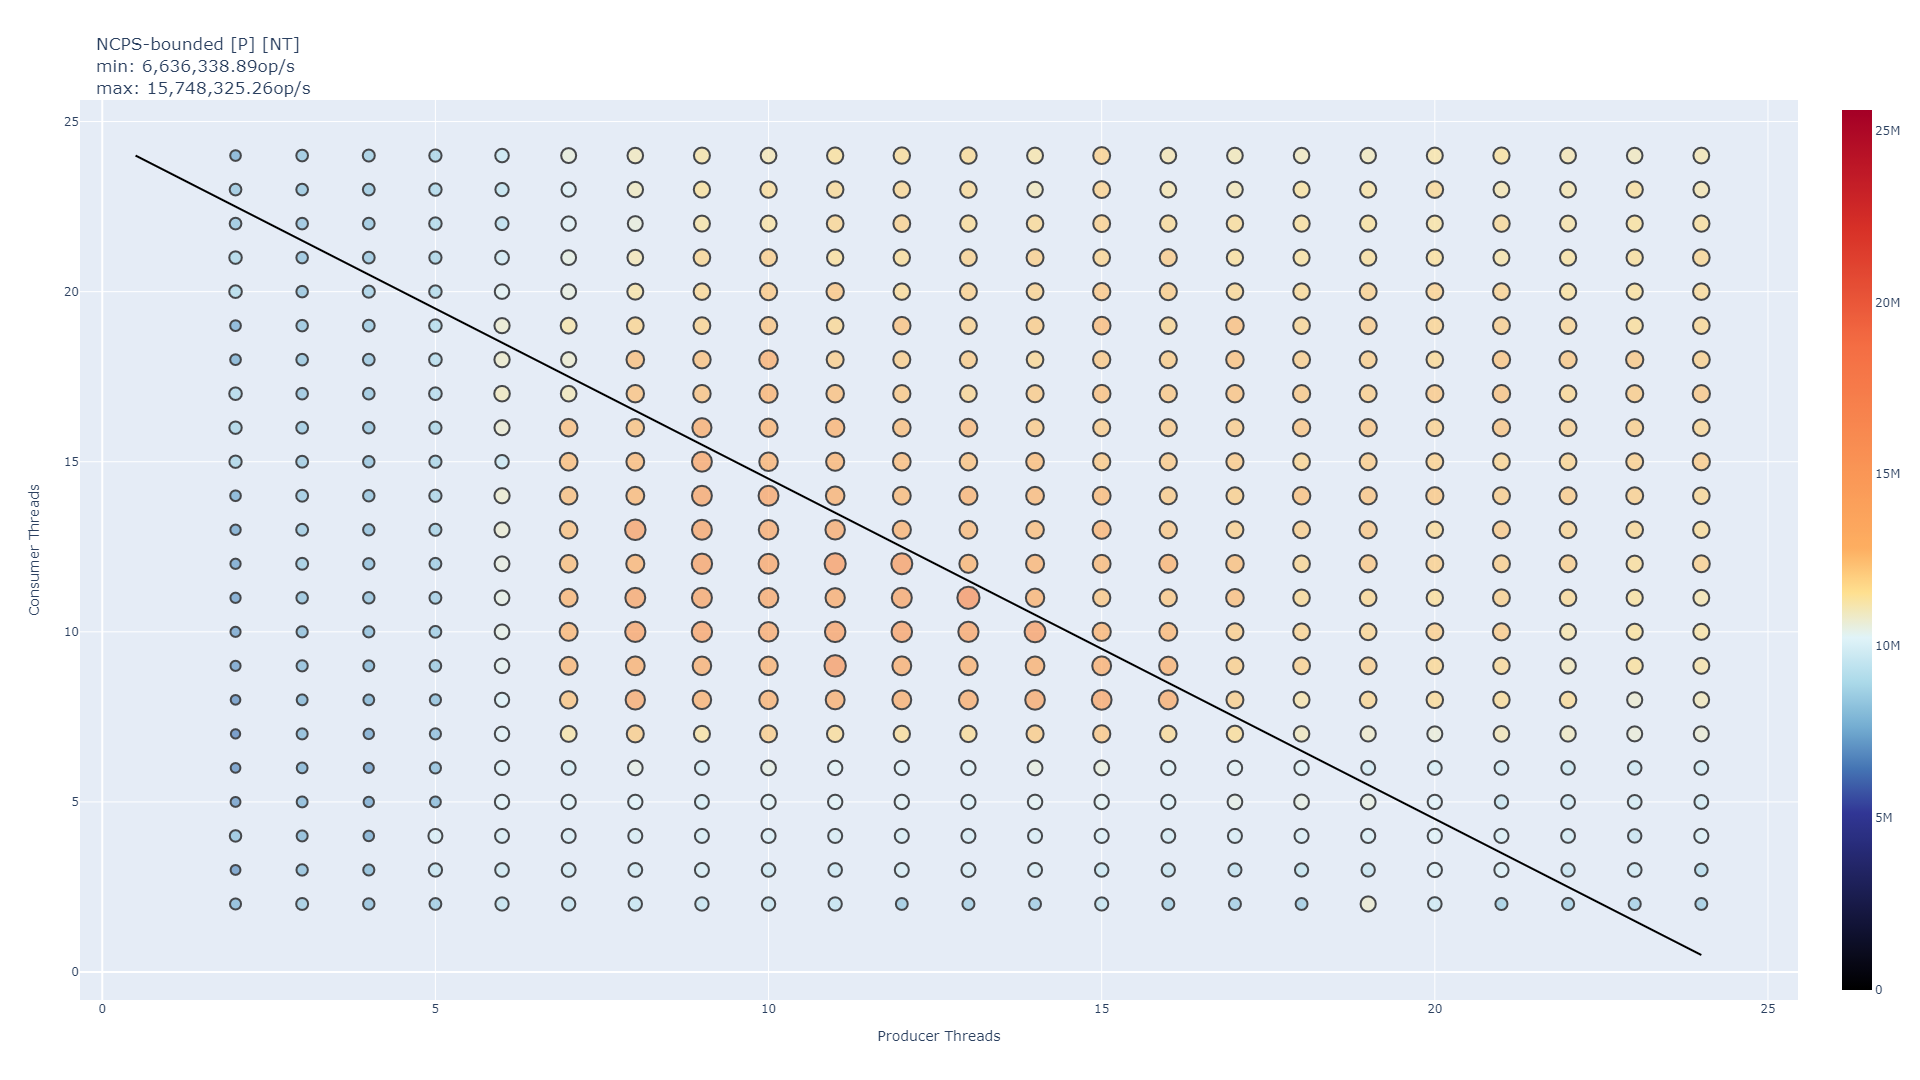 NCPS-bounded [P] [NT]
min: 6,636,338.89op/s
max: 15,748,325.26op/s
25
20
15
10
5
0
Consumer Threads
0
5
10
15
20
25
Producer Threads
25M
20M
15M
10M
5M
0